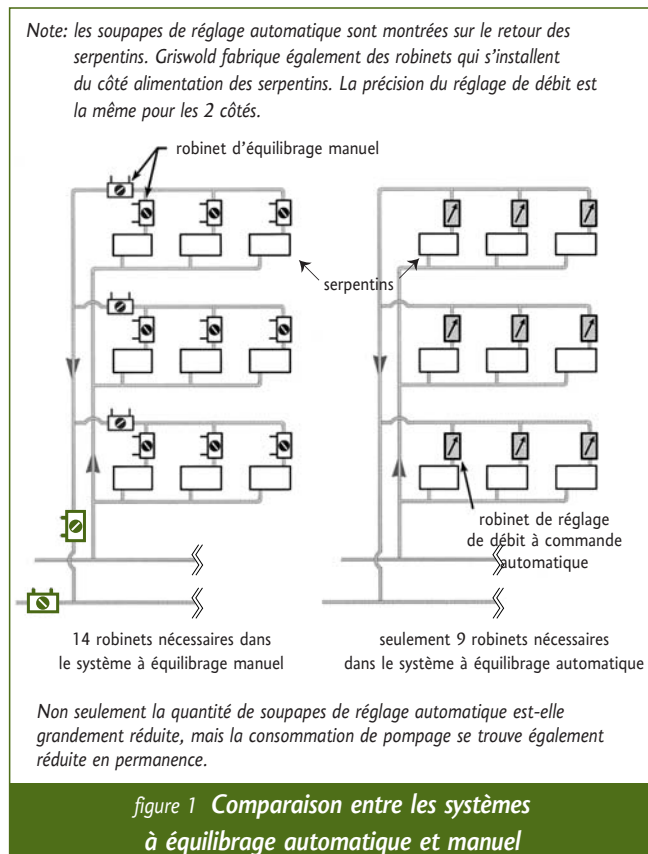 Note: les soupapes de réglage automatique sont montrées sur le retour des
serpentins. Griswold fabrique également des robinets qui s'installent
du côté alimentation des serpentins. La précision du réglage de débit est
la même pour les 2 côtés.
robinet d'équilibrage manuel
serpentins
robinet de réglage
de débit à commande
automatique
14 robinets nécessaires dans
le système à équilibrage manuel
seulement 9 robinets nécessaires
dans le système à équilibrage automatique
Non seulement la quantité de soupapes de réglage automatique est-elle
grandement réduite, mais la consommation de pompage se trouve également
réduite en permanence.
figure 1 Comparaison entre les systèmes
à équilibrage automatique et manuel